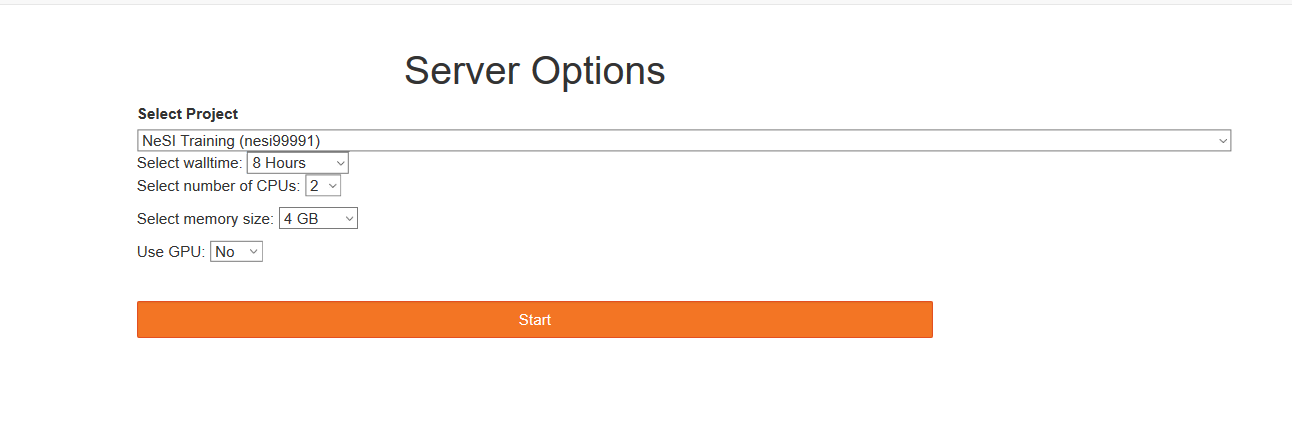 Server Options
Select Project
NeSI Training (nesi99991)
Select walltime: 8 Hours
Select number of CPUs: 2
Select memory size: 4 GB
Use GPU: No
Start